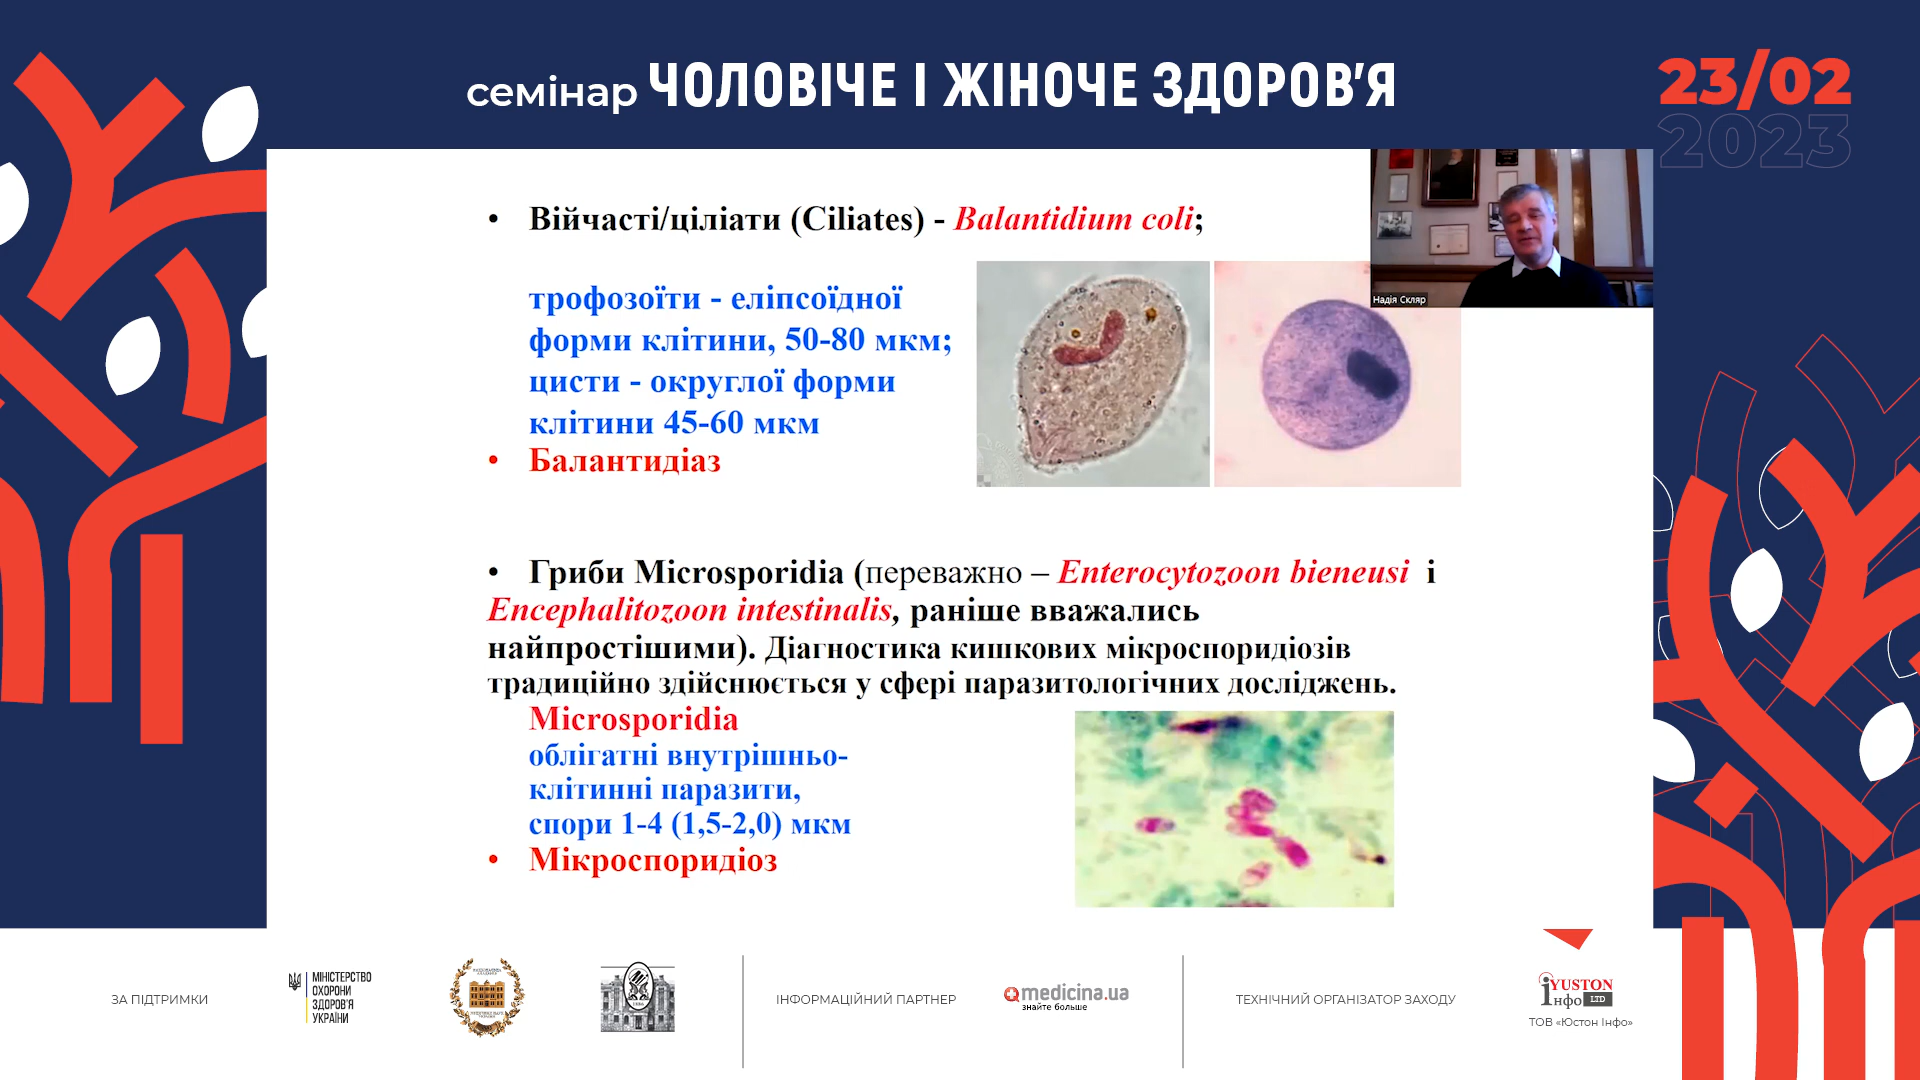 семінар ЧОЛОВІЧЕ І ЖІНОЧЕ ЗДОРОВ'Я
23/02
2023
• Війчасті/ціліати (Ciliates) - Balantidium coli;
трофозоїти - еліпсоїдної
форми клітини, 50-80 мкм;
цисти - округлої форми
клітини 45-60 мкм
• Балантидіаз
Надія Скляр
• Гриби Microsporidia (переважно – Enterocytozoon bieneusi і
Encephalitozoon intestinalis, раніше вважались
найпростішими). Діагностика кишкових мікроспоридіозів
традиційно здійснюється у сфері паразитологічних досліджень.
Microsporidia
облігатні внутрішньо-
клітинні паразити,
спори 1-4 (1,5-2,0) мкм
• Мікроспоридіоз
ЗА ПІДТРИМКИ
МІНІСТЕРСТВО
ОХОРОНИ
ЗДОРОВ'Я
УКРАЇНИ
ІНФОРМАЦІЙНИЙ ПАРТНЕР
medicina.ua
знайте больше
ТЕХНІЧНИЙ ОРГАНІЗАТОР ЗАХОДУ
iYUSTON
Інфо LTD
ТОВ «Юстон Інфо»